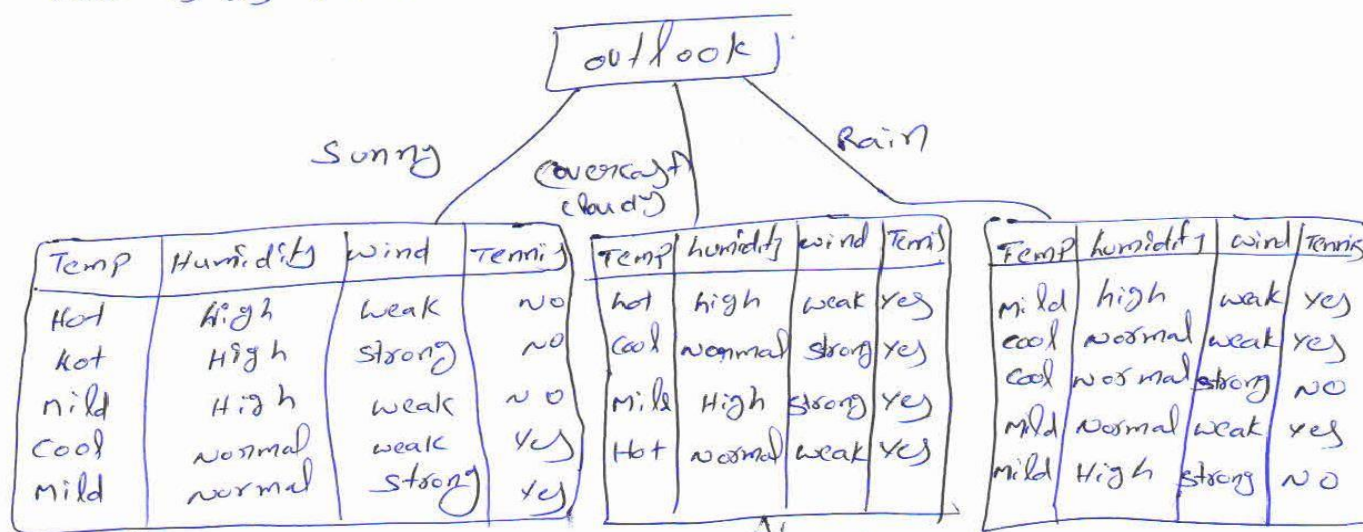 outlook
Sunny
(overcast)
cloudy
Rain
Temp Humidity Wind Tennis
Hot high weak NO
Hot High strong NO
Mild High weak NO
Cool Normal weak Yes
Mild Normal Strong Yes
Temp humidity wind Tennis
hot high weak Yes
Cool Normal strong Yes
Mild High strong Yes
Hot Normal weak Yes
Temp humidity wind Tennis
Mild high weak Yes
Cool Normal weak Yes
Cool Normal strong NO
Mild Normal weak Yes
Mild High strong NO